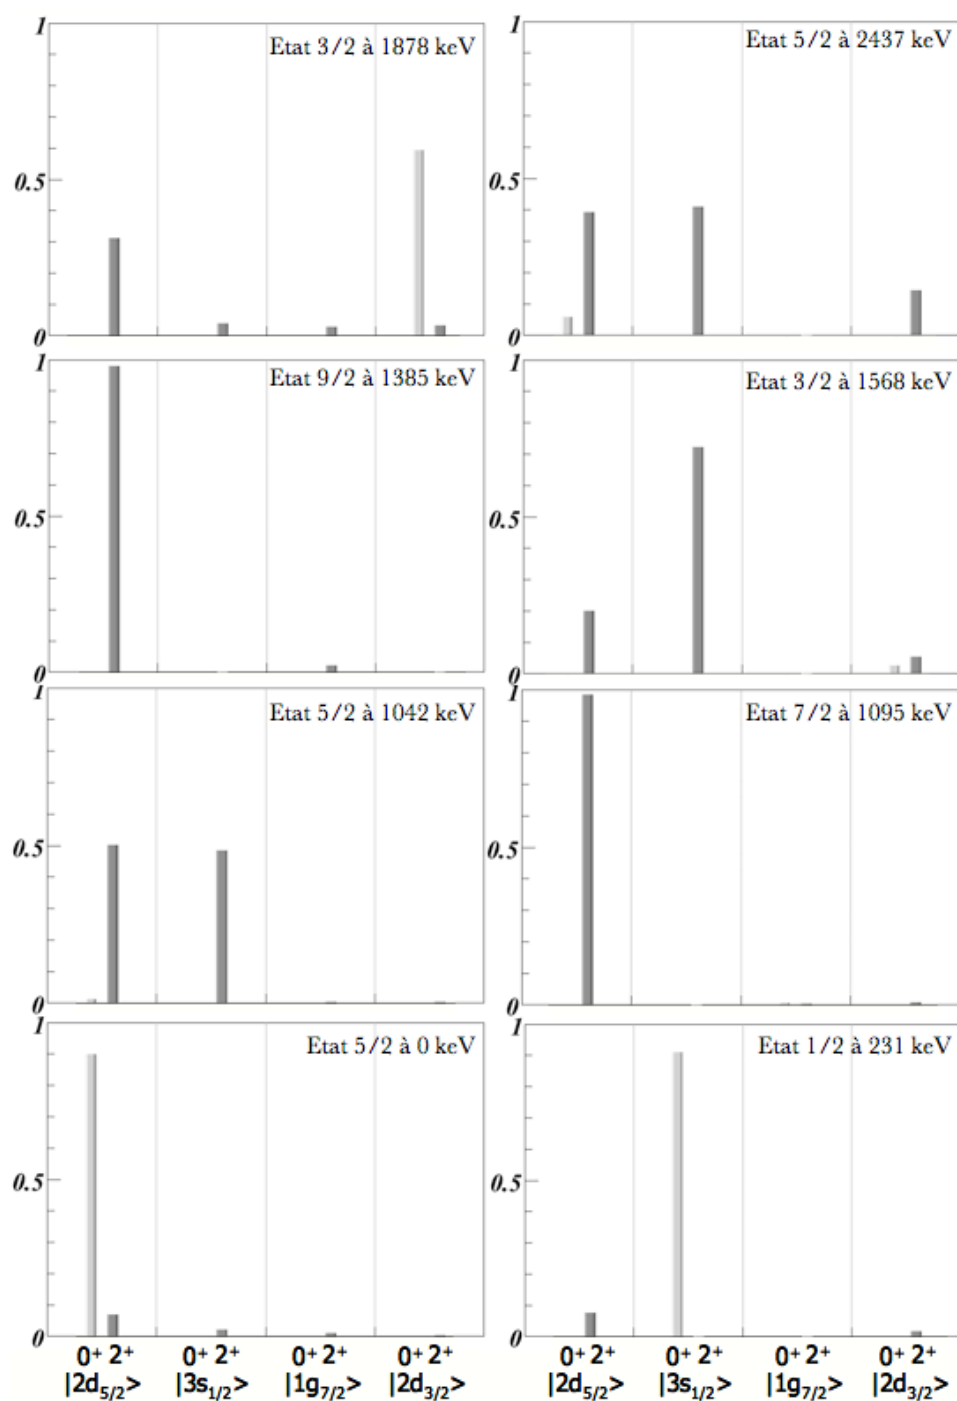 1
0.5
0
Etat 3/2 à 1878 keV
1
0.5
0
Etat 5/2 à 2437 keV
1
0.5
0
Etat 9/2 à 1385 keV
1
0.5
0
Etat 3/2 à 1568 keV
1
0.5
0
Etat 5/2 à 1042 keV
1
0.5
0
Etat 7/2 à 1095 keV
1
0.5
0
Etat 5/2 à 0 keV
1
0.5
0
Etat 1/2 à 231 keV
0+ 2+ 0+ 2+ 0+ 2+ 0+ 2+
|2d5/2> |3s1/2> |1g7/2> |2d3/2>
0+ 2+ 0+ 2+ 0+ 2+ 0+ 2+
|2d5/2> |3s1/2> |1g7/2> |2d3/2>